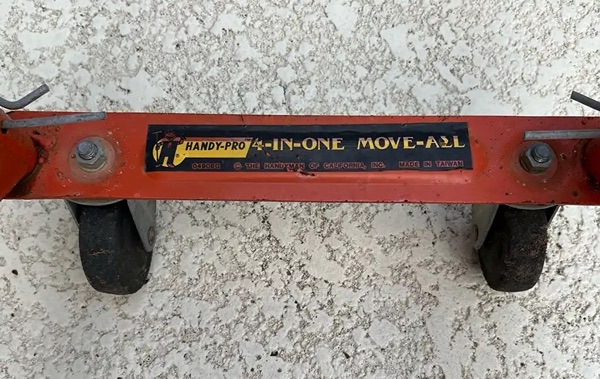 HANDY-PRO 4-IN-ONE MOVE-ALL
© THE HANDYMAN OF CALIFORNIA, INC. MADE IN TAIWAN